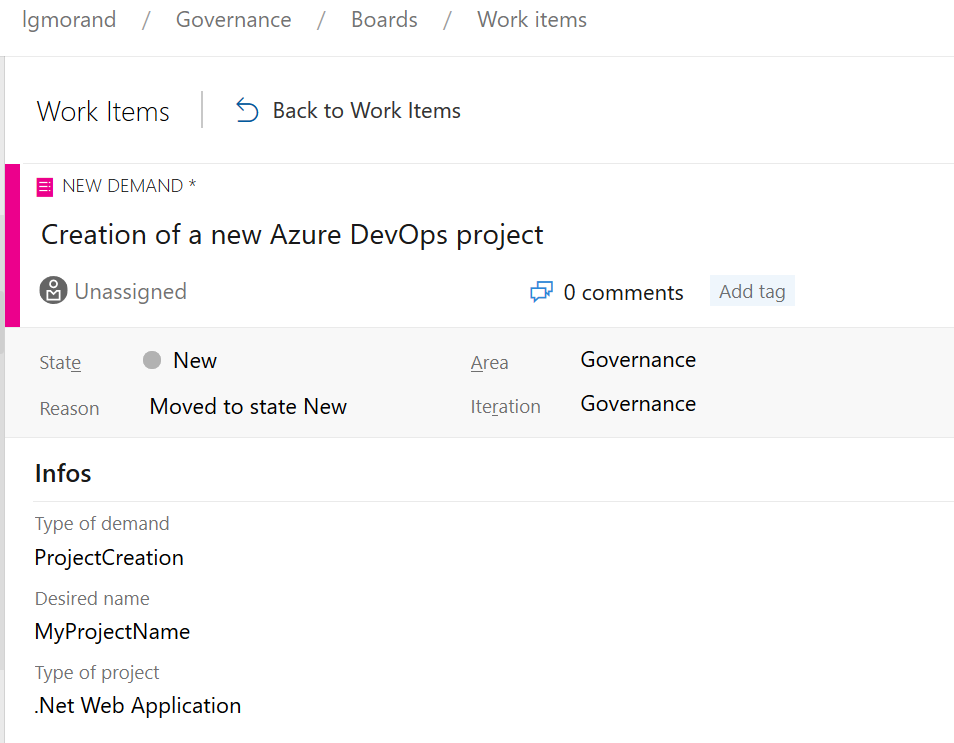 lgmorand / Governance / Boards / Work items
Work Items Back to Work Items
NEW DEMAND *
Creation of a new Azure DevOps project
Unassigned 0 comments Add tag
State New Area Governance
Reason Moved to state New Iteration Governance
Infos
Type of demand
ProjectCreation
Desired name
MyProjectName
Type of project
.Net Web Application